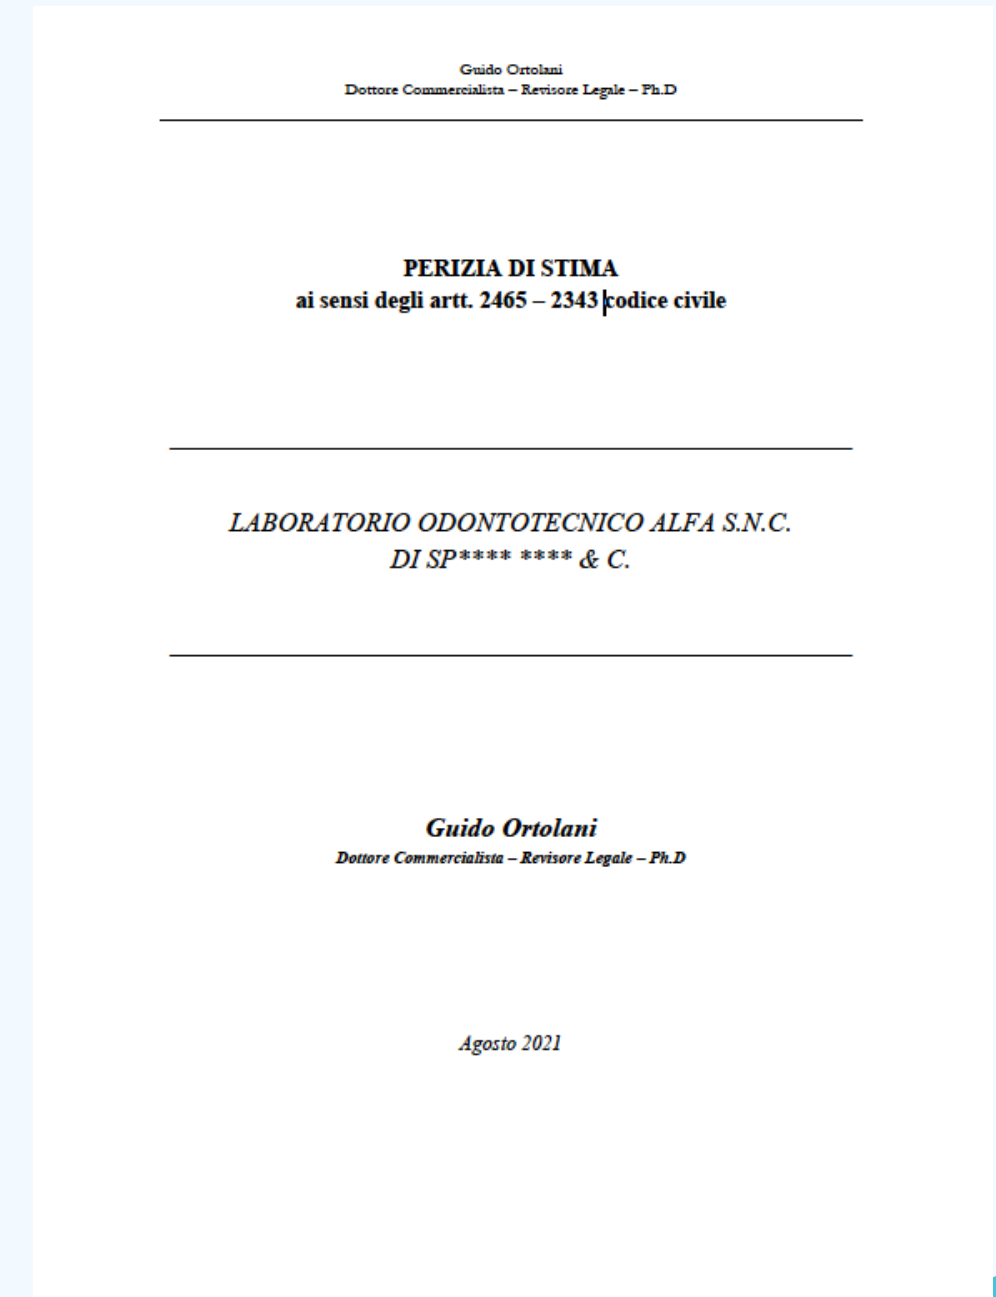 Guido Ortolani
Dottore Commercialista – Revisore Legale – Ph.D
PERIZIA DI STIMA
ai sensi degli artt. 2465 – 2343 codice civile
LABORATORIO ODONTOTECNICO ALFA S.N.C.
DI SP**** **** & C.
Guido Ortolani
Dottore Commercialista – Revisore Legale – Ph.D
Agosto 2021